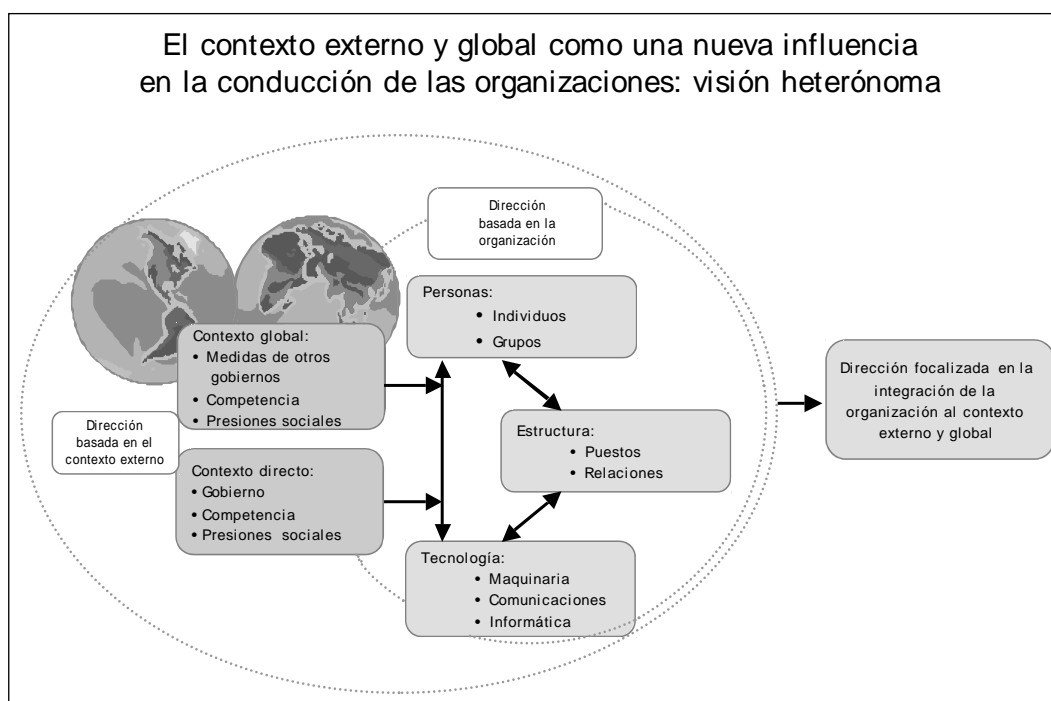 El contexto externo y global como una nueva influencia
en la conducción de las organizaciones: visión heterónoma
Dirección
basada en la
organización
Personas:
• Individuos
• Grupos
Contexto global:
• Medidas de otros
gobiernos
• Competencia
• Presiones sociales
Dirección
basada en el
contexto externo
Contexto directo:
• Gobierno
• Competencia
• Presiones sociales
Estructura:
• Puestos
• Relaciones
Tecnología:
• Maquinaria
• Comunicaciones
• Informática
Dirección focalizada en la
integración de la
organización al contexto
externo y global